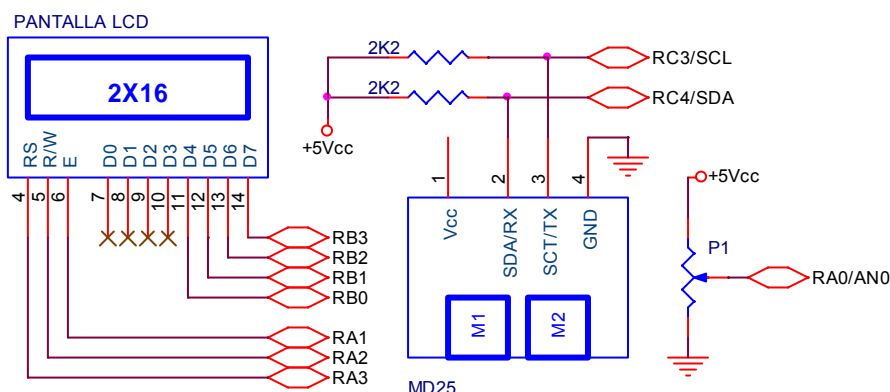 PANTALLA LCD
2X16
RS
R/W
E
D0
D1
D2
D3
D4
D5
D6
D7
4
5
6
7
8
9
10
11
12
13
14
RB3
RB2
RB1
RB0
RA1
RA2
RA3
2K2
RC3/SCL
2K2
RC4/SDA
+5Vcc
1
2
3
4
Vcc
SDA/RX
SCT/TX
GND
M1
M2
MD25
+5Vcc
P1
RA0/AN0